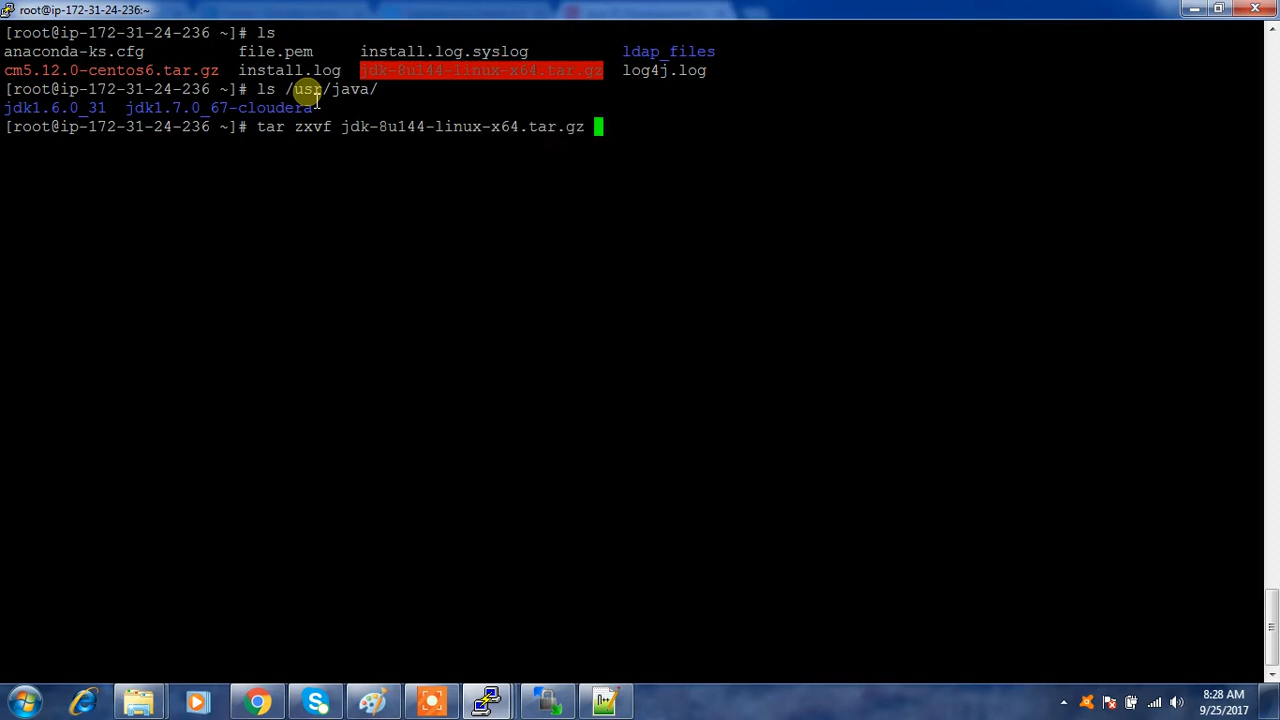 root@ip-172-31-24-236:~
[root@ip-172-31-24-236 ~]# ls
anaconda-ks.cfg file.pem install.log.syslog ldap_files
cm5.12.0-centos6.tar.gz install.log jdk-8u144-linux-x64.tar.gz log4j.log
[root@ip-172-31-24-236 ~]# ls /usr/java/
jdk1.6.0_31 jdk1.7.0_67-cloudera
[root@ip-172-31-24-236 ~]# tar zxvf jdk-8u144-linux-x64.tar.gz
8:28 AM
9/25/2017